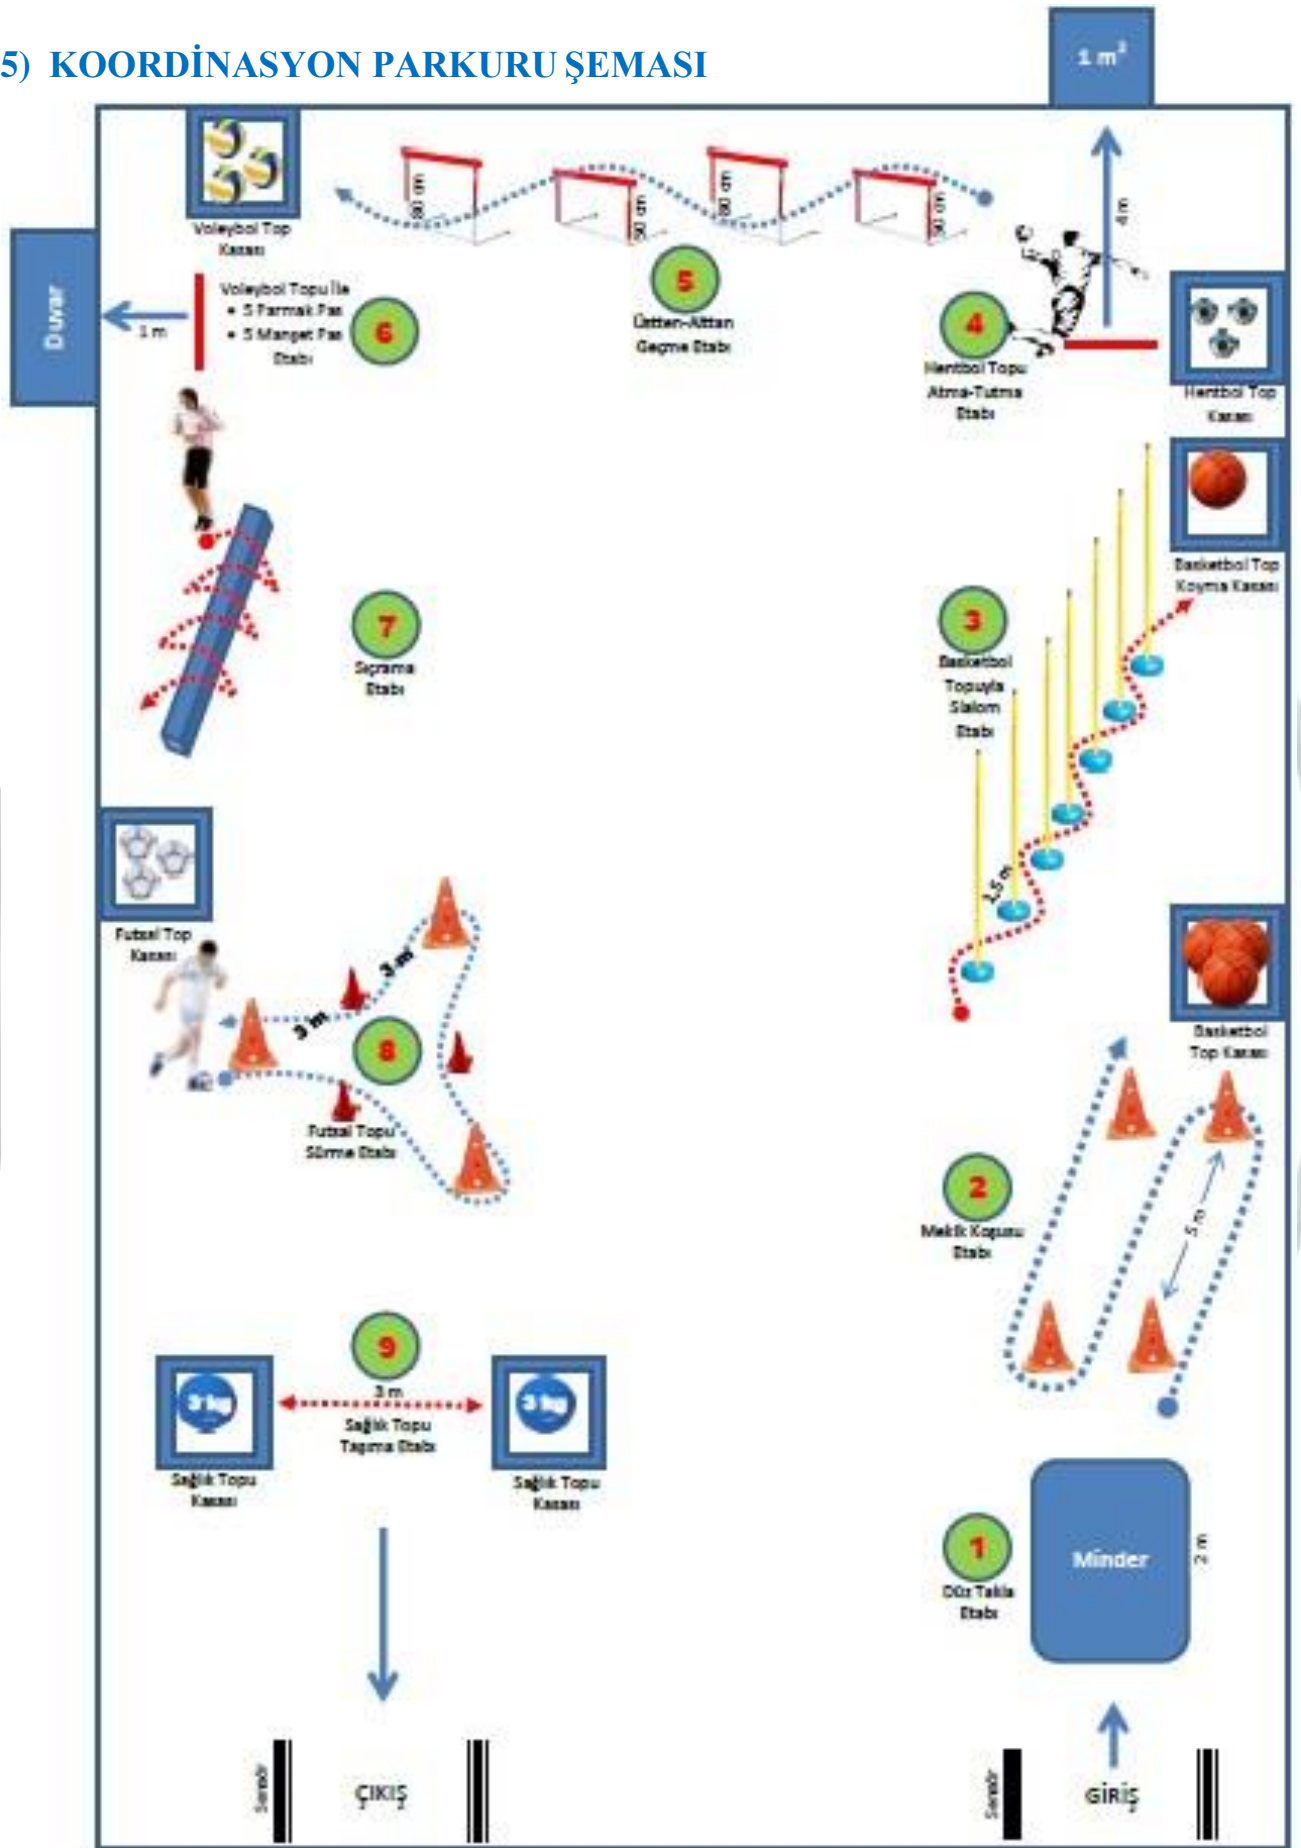 5) KOORDİNASYON PARKURU ŞEMASI
1 m²
Voleybol Top
Kasası
80 cm
50 cm
80 cm
50 cm
4m
Duvar
1 m
Voleybol Topu İle
• 5 Parmak Pas
• 5 Manşet Pas
Etabı
6
5
Üstten-Alttan
Geçme Etabı
4
Hentbol Topu
Atma-Tutma
Etabı
Hentbol Top
Kasası
Basketbol Top
Koyma Kasası
7
Sıçrama
Etabı
3
Basketbol
Topuyla
Slalom
Etabı
1,5 m
Futsal Top
Kasası
3 m
3 m
8
Futsal Topu
Sürme Etabı
Basketbol
Top Kasası
2
Mekik Koşusu
Etabı
5 m
9
3 m
Sağlık Topu
Taşıma Etabı
3 kg
3 kg
Sağlık Topu
Kasası
Sağlık Topu
Kasası
1
Düz Takla
Etabı
Minder
2 m
Sensör
ÇIKIŞ
Sensör
GİRİŞ